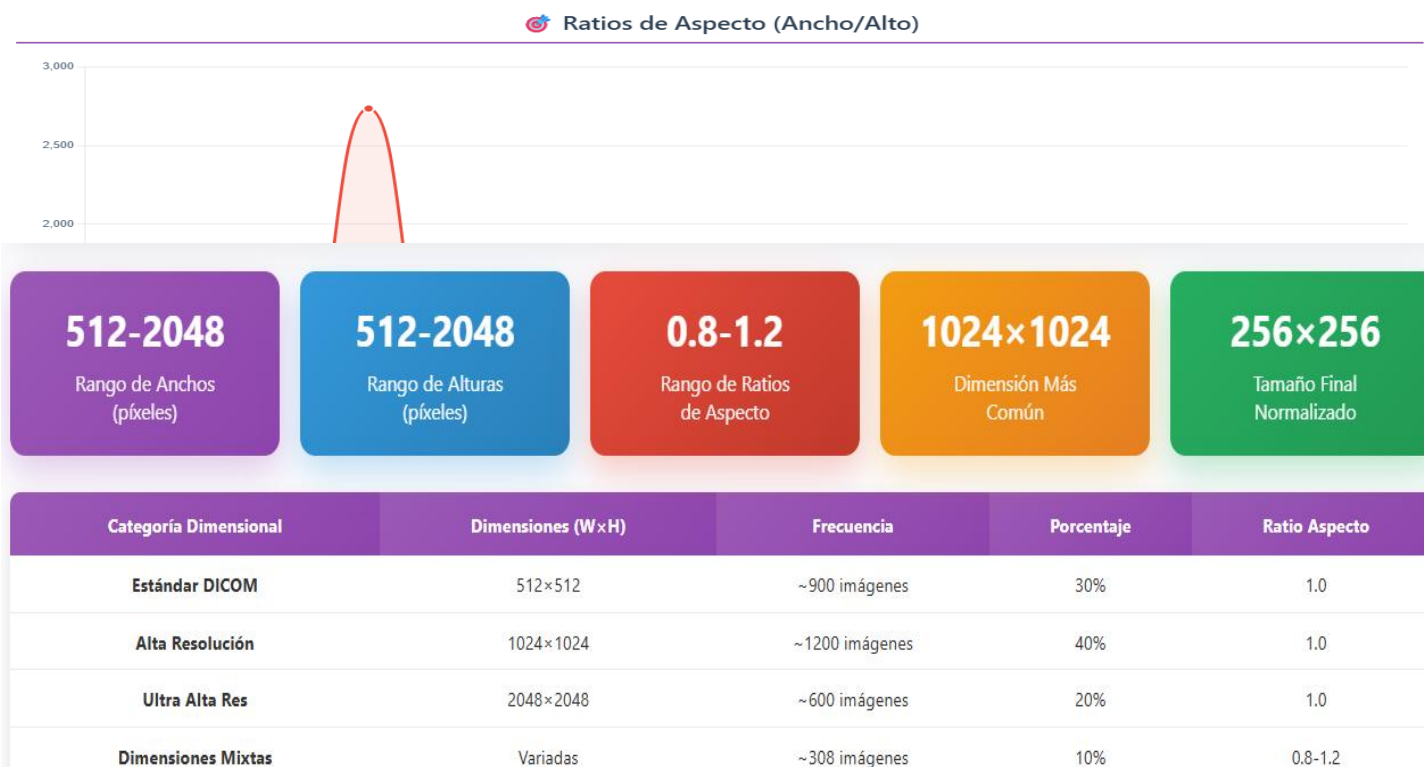 Ratios de Aspecto (Ancho/Alto)
3,000
2,500
2,000
512-2048
Rango de Anchos
(píxeles)
512-2048
Rango de Alturas
(píxeles)
0.8-1.2
Rango de Ratios
de Aspecto
1024×1024
Dimensión Más
Común
256×256
Tamaño Final
Normalizado
Categoría Dimensional Dimensiones (W×H) Frecuencia Porcentaje Ratio Aspecto
Estándar DICOM 512×512 ~900 imágenes 30% 1.0
Alta Resolución 1024×1024 ~1200 imágenes 40% 1.0
Ultra Alta Res 2048×2048 ~600 imágenes 20% 1.0
Dimensiones Mixtas Variadas ~308 imágenes 10% 0.8-1.2